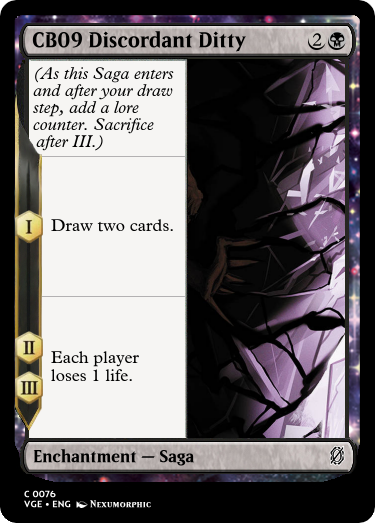 CB09 Discordant Ditty 2
(As this Saga enters
and after your draw
step, add a lore
counter. Sacrifice
after III.)
I
Draw two cards.
II
III
Each player
loses 1 life.
Enchantment — Saga
C 0076
VGE • ENG Nexumorphic